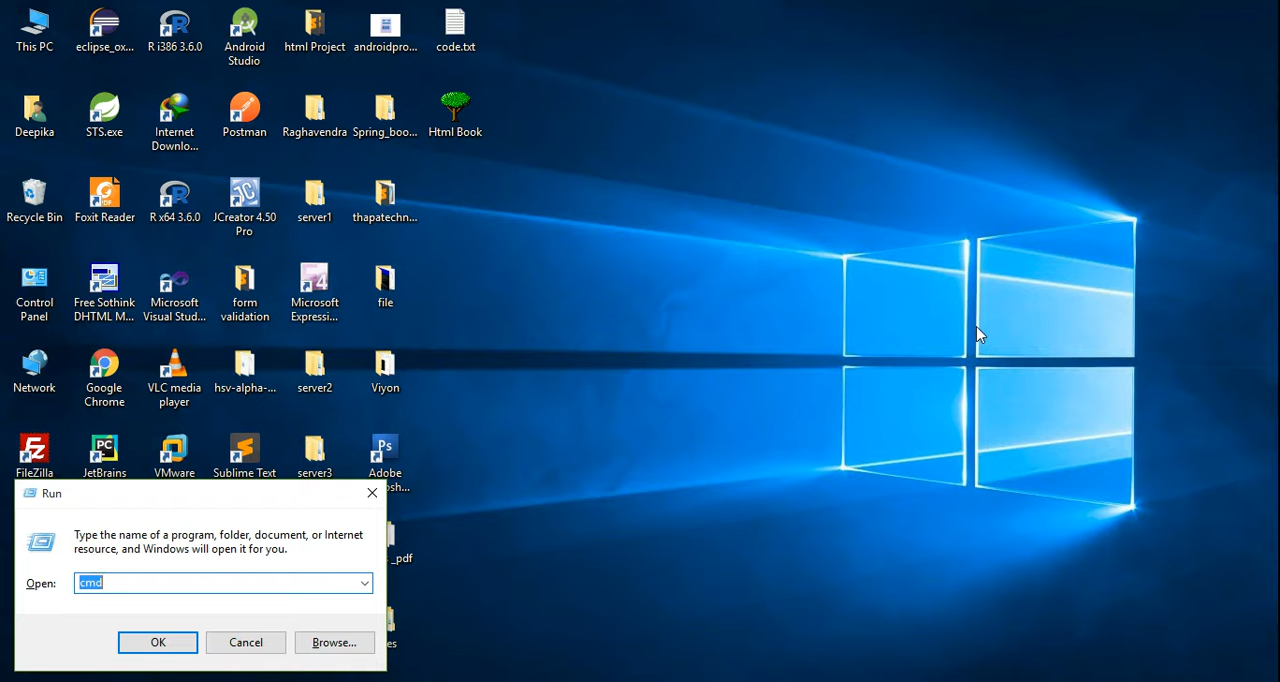 This PC
eclipse_ox...
R i386 3.6.0
Android
Studio
html Project
androidpro...
code.txt
Deepika
STS.exe
Internet
Downlo...
Postman
Raghavendra
Spring_boo...
Html Book
Recycle Bin
Foxit Reader
R x64 3.6.0
JCreator 4.50
Pro
server1
thapatechn...
Control
Panel
Free Sothink
DHTML M...
Microsoft
Visual Stud...
form
validation
Microsoft
Expressi...
file
Network
Google
Chrome
VLC media
player
hsv-alpha-...
server2
Viyon
FileZilla
JetBrains
VMware
Sublime Text
server3
Adobe
osh...
_pdf
es
Run
Type the name of a program, folder, document, or Internet
resource, and Windows will open it for you.
Open:
cmd
OK
Cancel
Browse...